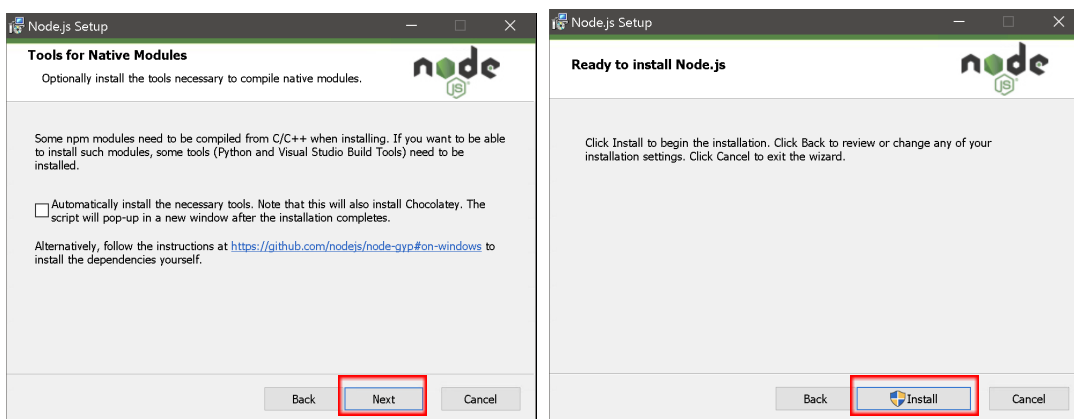 Node.js Setup
Tools for Native Modules
Optionally install the tools necessary to compile native modules.
node
JS
Some npm modules need to be compiled from C/C++ when installing. If you want to be able
to install such modules, some tools (Python and Visual Studio Build Tools) need to be
installed.
Automatically install the necessary tools. Note that this will also install Chocolatey. The
script will pop-up in a new window after the installation completes.
Alternatively, follow the instructions at https://github.com/nodejs/node-gyp#on-windows to
install the dependencies yourself.
Back Next Cancel
Node.js Setup
Ready to install Node.js
node
JS
Click Install to begin the installation. Click Back to review or change any of your
installation settings. Click Cancel to exit the wizard.
Back Install Cancel